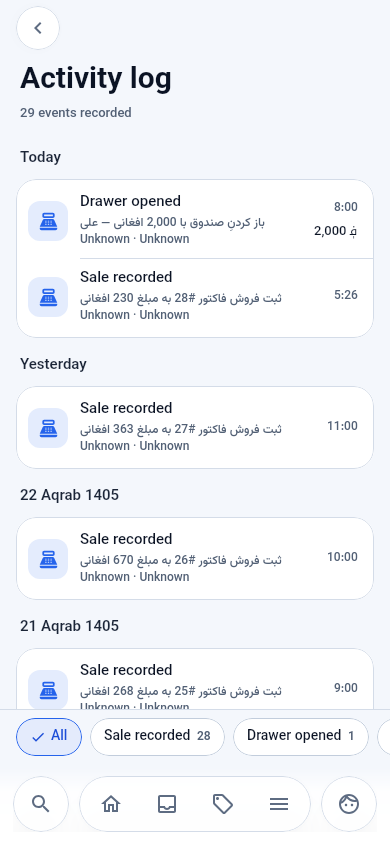 Activity log
29 events recorded
Today
Drawer opened
8:00
باز کردنِ صندوق با 2,000 افغانی — علی
؋ 2,000
Unknown · Unknown
Sale recorded
ثبت فروش فاکتور #28 به مبلغ 230 افغانی
5:26
Unknown · Unknown
Yesterday
Sale recorded
ثبت فروش فاکتور #27 به مبلغ 363 افغانی
11:00
Unknown · Unknown
22 Aqrab 1405
Sale recorded
ثبت فروش فاکتور #26 به مبلغ 670 افغانی
10:00
Unknown · Unknown
21 Aqrab 1405
Sale recorded
ثبت فروش فاکتور #25 به مبلغ 268 افغانی
9:00
Unknown · Unknown
All
Sale recorded 28
Drawer opened 1